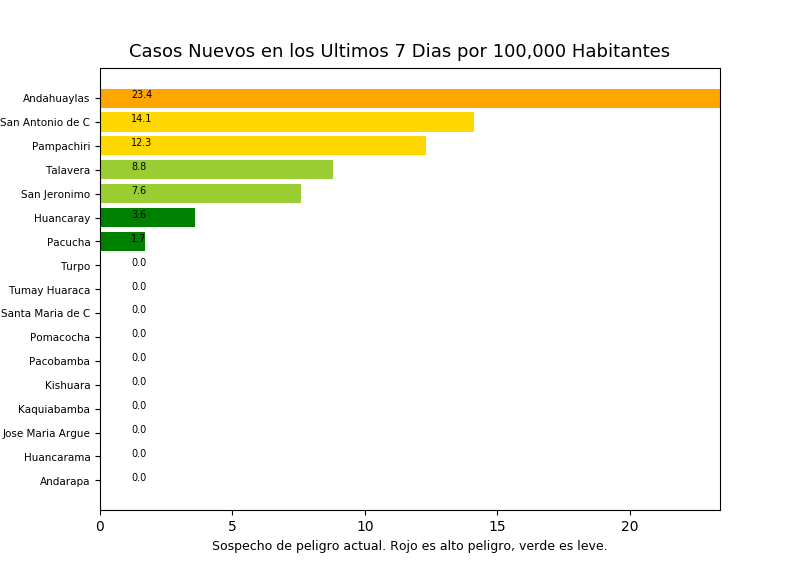 Casos Nuevos en los Ultimos 7 Dias por 100,000 Habitantes
Andahuaylas 23.4
San Antonio de C 14.1
Pampachiri 12.3
Talavera 8.8
San Jeronimo 7.6
Huancaray 3.6
Pacucha 1.7
Turpo 0.0
Tumay Huaraca 0.0
Santa Maria de C 0.0
Pomacocha 0.0
Pacobamba 0.0
Kishuara 0.0
Kaquiabamba 0.0
Jose Maria Argue 0.0
Huancarama 0.0
Andarapa 0.0
0 5 10 15 20
Sospecho de peligro actual. Rojo es alto peligro, verde es leve.